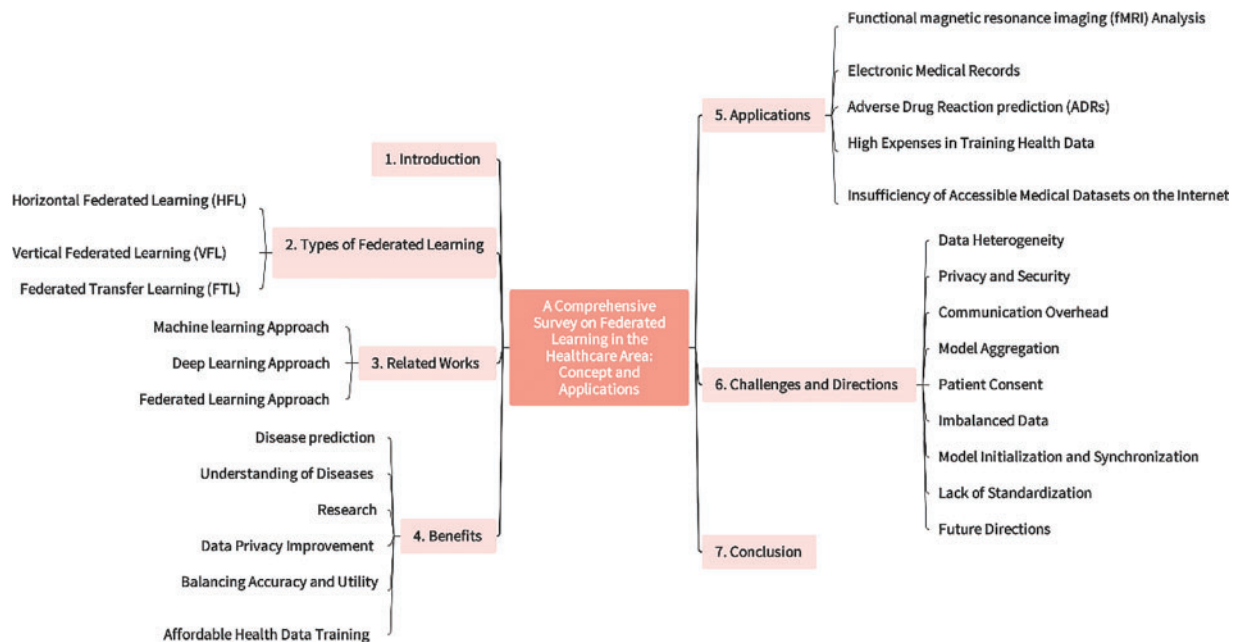 A Comprehensive
Survey on Federated
Learning in the
Healthcare Area:
Concept and
Applications
1. Introduction
2. Types of Federated Learning
Horizontal Federated Learning (HFL)
Vertical Federated Learning (VFL)
Federated Transfer Learning (FTL)
3. Related Works
Machine learning Approach
Deep Learning Approach
Federated Learning Approach
4. Benefits
Disease prediction
Understanding of Diseases
Research
Data Privacy Improvement
Balancing Accuracy and Utility
Affordable Health Data Training
5. Applications
Functional magnetic resonance imaging (fMRI) Analysis
Electronic Medical Records
Adverse Drug Reaction prediction (ADRs)
High Expenses in Training Health Data
Insufficiency of Accessible Medical Datasets on the Internet
6. Challenges and Directions
Data Heterogeneity
Privacy and Security
Communication Overhead
Model Aggregation
Patient Consent
Imbalanced Data
Model Initialization and Synchronization
Lack of Standardization
Future Directions
7. Conclusion